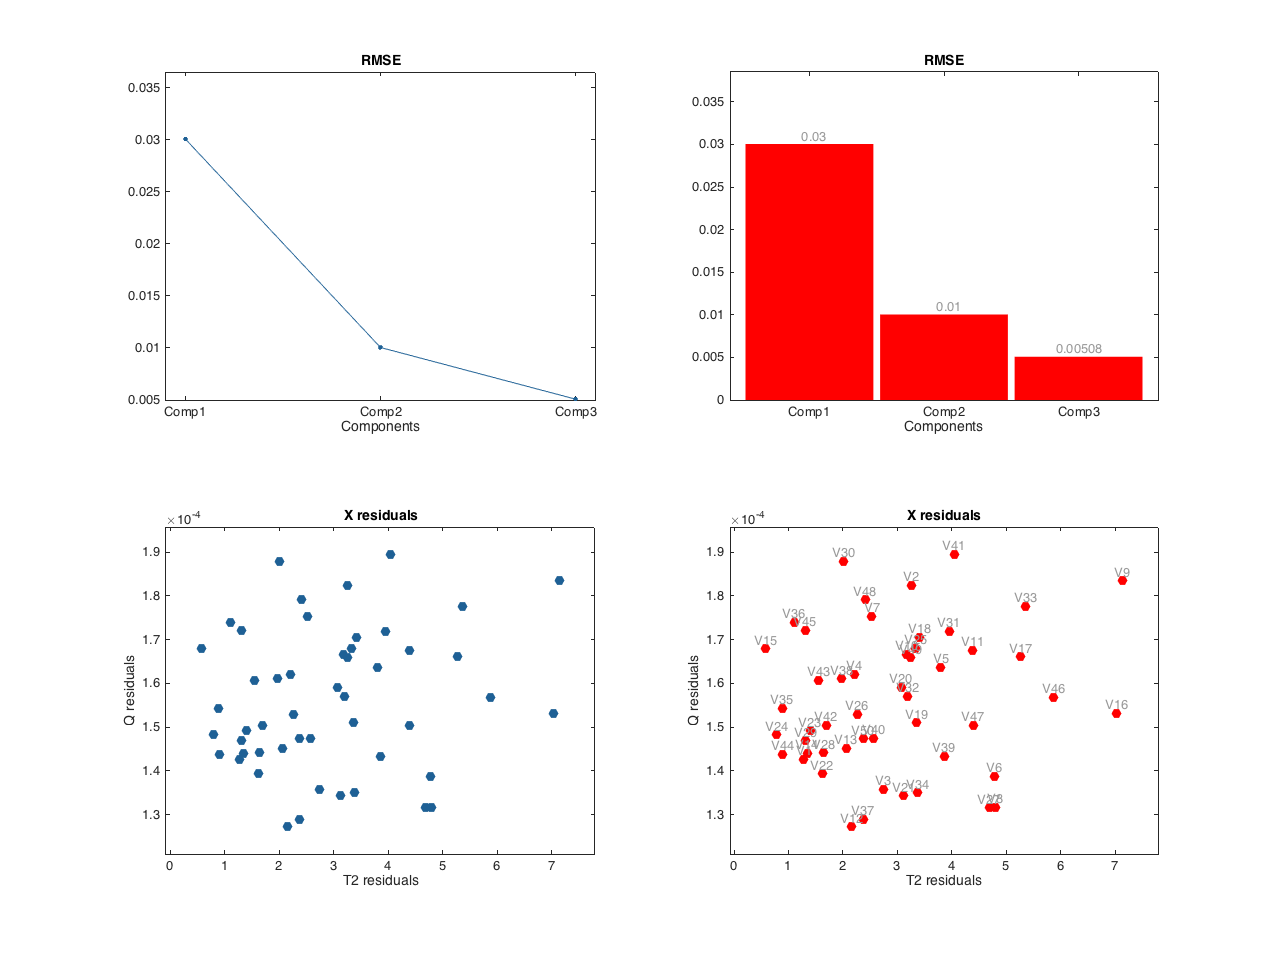 RMSE
0.035
0.03
0.025
0.02
0.015
0.01
0.005
Comp1 Comp2 Comp3
Components
RMSE
0.035
0.03
0.025
0.02
0.015
0.01
0.005
0
0.03
0.01
0.00508
Comp1 Comp2 Comp3
Components
X residuals
×10-4
Q residuals
1.9
1.8
1.7
1.6
1.5
1.4
1.3
0 1 2 3 4 5 6 7
T2 residuals
X residuals
×10-4
Q residuals
1.9
1.8
1.7
1.6
1.5
1.4
1.3
V41
V30
V9
V2
V48
V33
V7
V36
V45
V18
V31
V15
V11
V17
V5
V4
V38
V43
V20
V32
V46
V35
V26
V16
V42
V19
V47
V23
V24
V50
V40
V13
V28
V44
V39
V22
V6
V3
V21
V34
V37
V12
0 1 2 3 4 5 6 7
T2 residuals